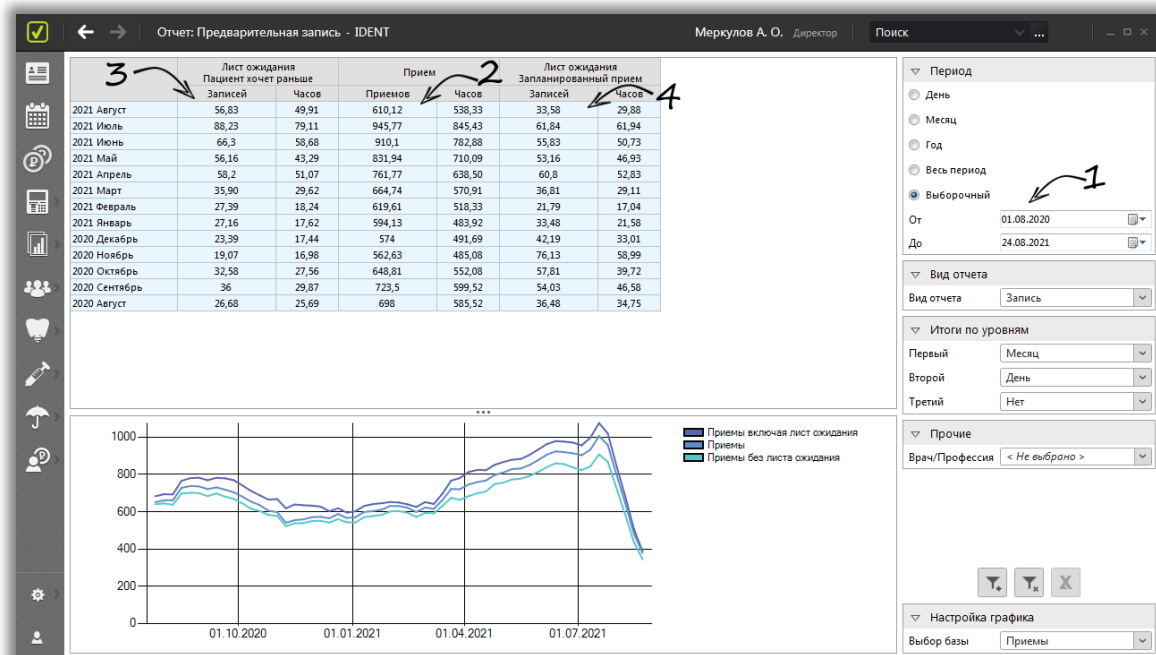 Отчет: Предварительная запись - IDENT
Меркулов А. О. Директор
Поиск ...
3
2
4
1
Лист ожидания Пациент хочет раньше Прием Лист ожидания Запланированный прием
Записей Часов Приемов Часов Записей Часов
2021 Август 56,83 49,91 610,12 538,33 33,58 29,88
2021 Июль 88,23 79,11 945,77 845,43 61,84 61,94
2021 Июнь 66,3 58,68 910,1 782,88 55,83 50,73
2021 Май 56,16 43,29 831,94 710,09 53,16 46,93
2021 Апрель 58,2 51,07 761,77 638,50 60,8 52,83
2021 Март 35,90 29,62 664,74 570,91 36,81 29,11
2021 Февраль 27,39 18,24 619,61 518,33 21,79 17,04
2021 Январь 27,16 17,62 594,13 483,92 33,48 21,58
2020 Декабрь 23,39 17,44 574 491,69 42,19 33,01
2020 Ноябрь 19,07 16,98 562,63 485,08 76,13 58,99
2020 Октябрь 32,58 27,56 648,81 552,08 57,81 39,72
2020 Сентябрь 36 29,87 723,5 599,52 54,03 46,58
2020 Август 26,68 25,69 698 585,52 36,48 34,75
Период
День
Месяц
Год
Весь период
Выборочный
От 01.08.2020
До 24.08.2021
Вид отчета
Вид отчета Запись
Итоги по уровням
Первый Месяц
Второй День
Третий Нет
Прочие
Врач/Профессия < Не выбрано >
Настройка графика
Выбор базы Приемы
Приемы включая лист ожидания
Приемы
Приемы без листа ожидания
1000
800
600
400
200
0
01.10.2020 01.01.2021 01.04.2021 01.07.2021